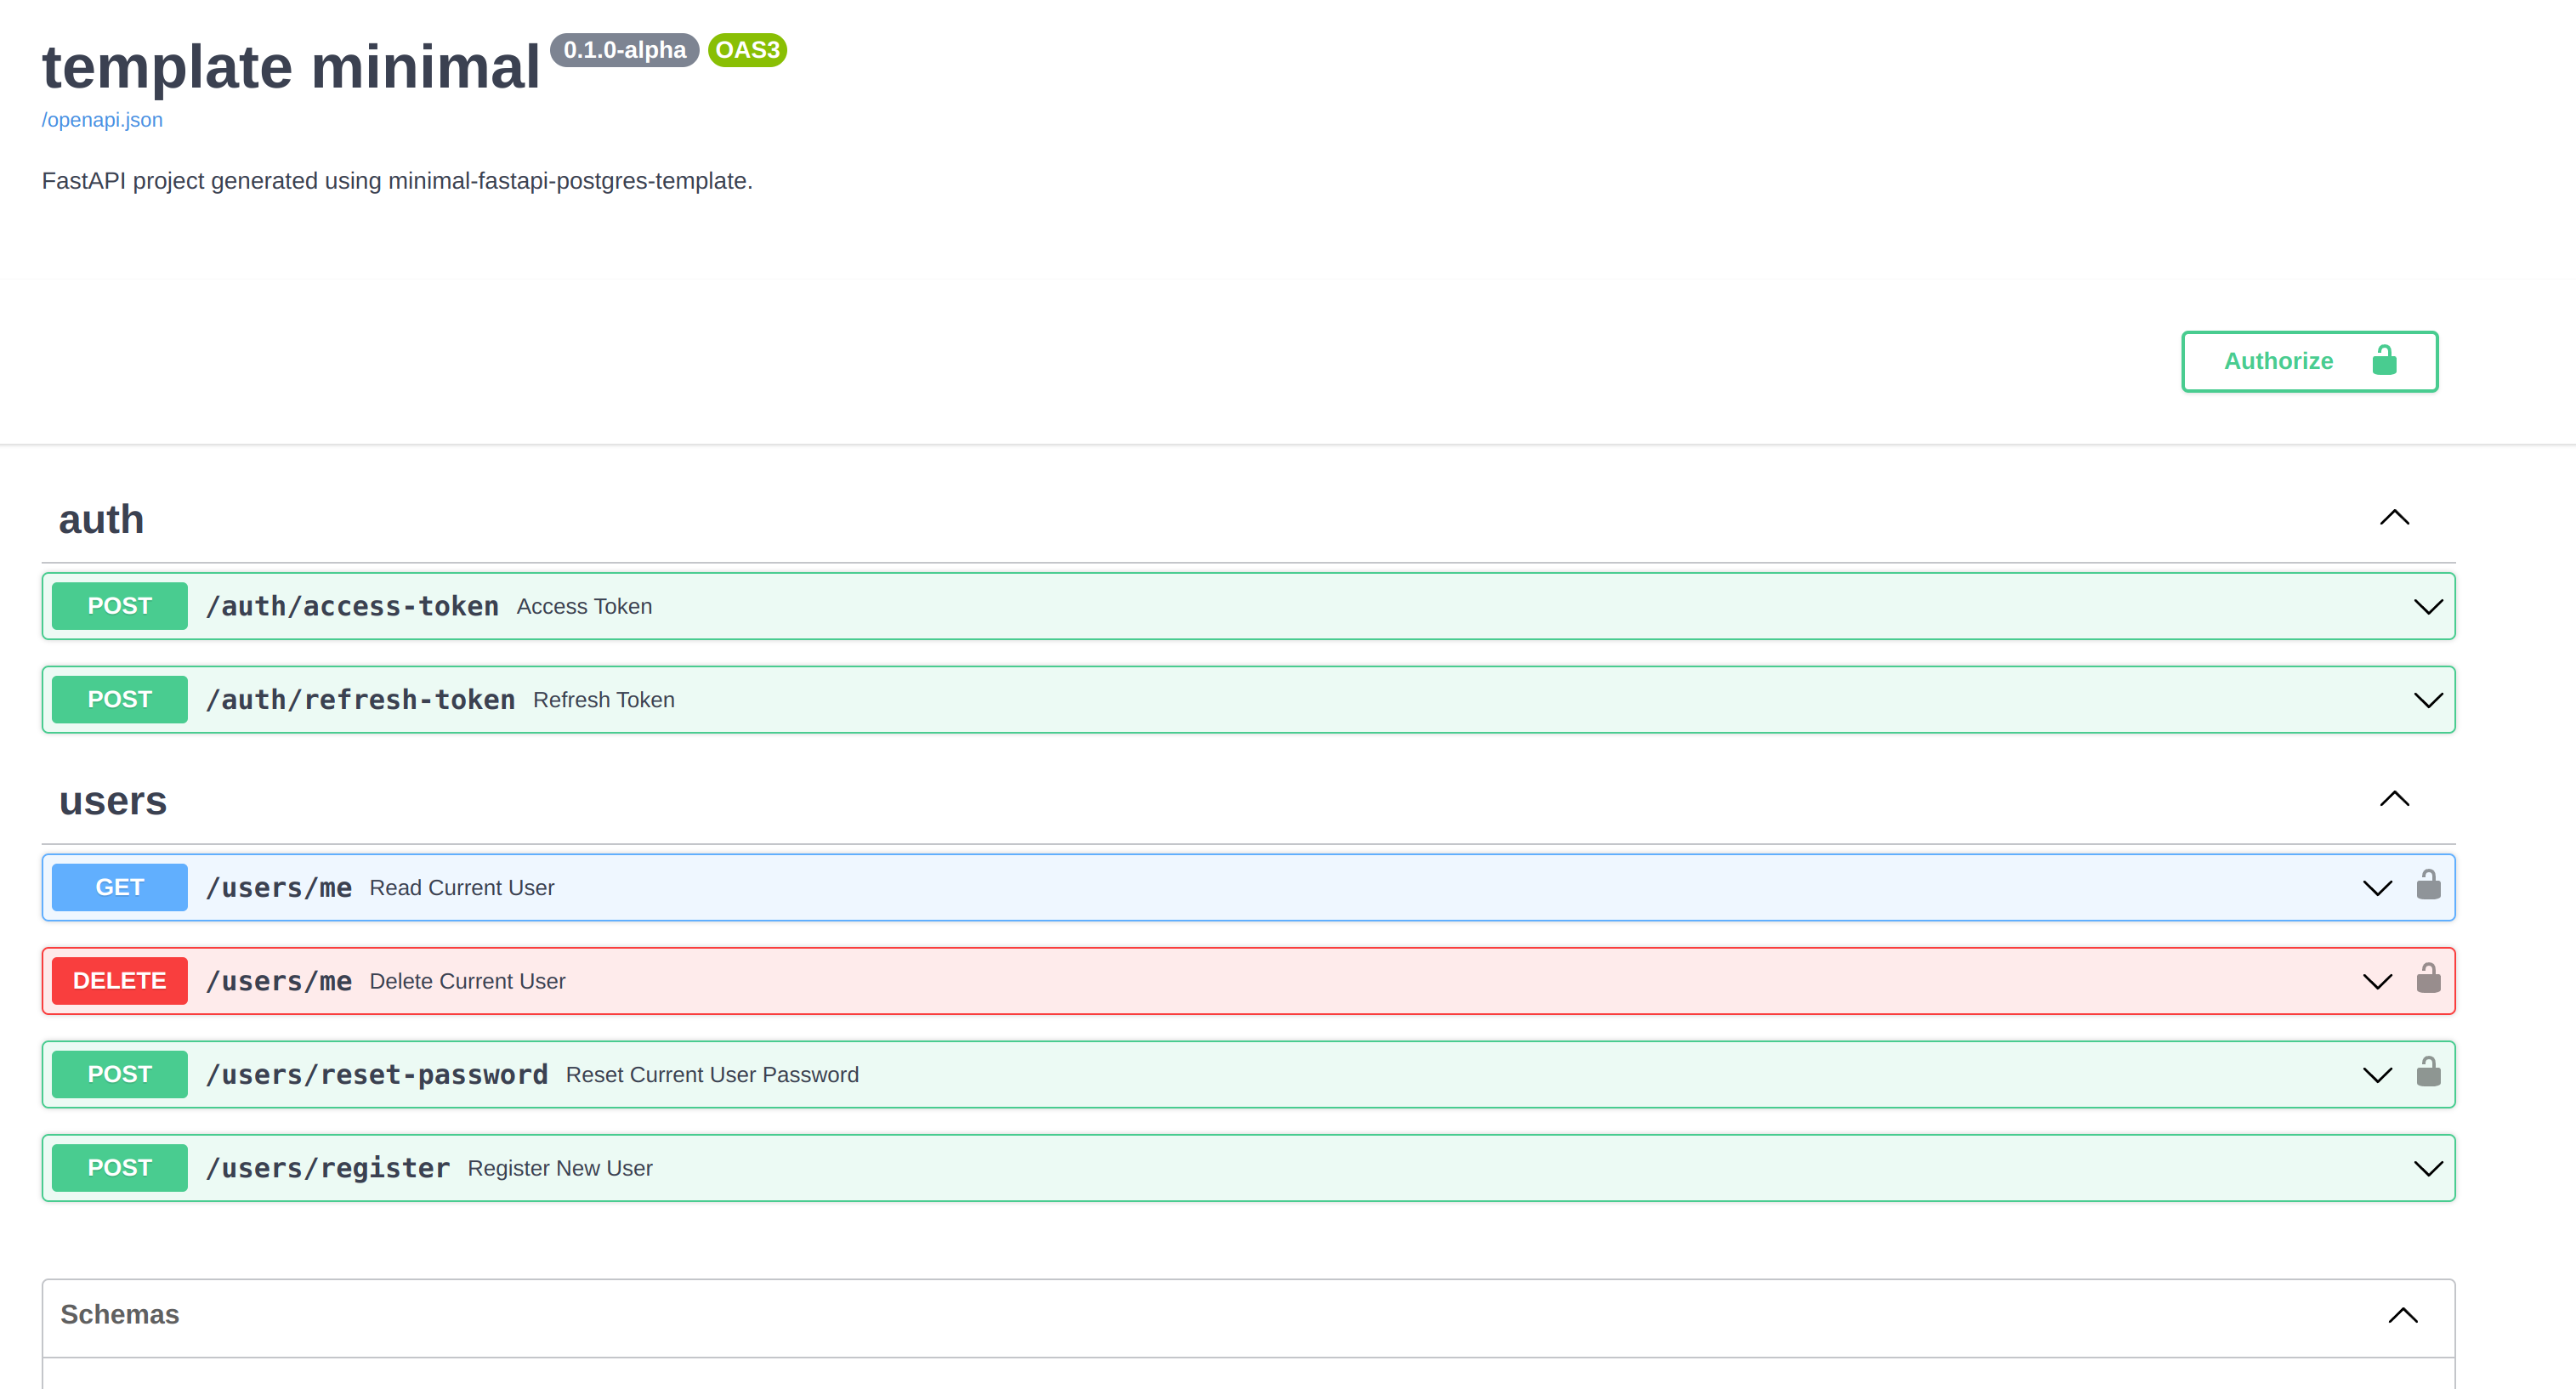 template minimal 0.1.0-alpha OAS3
/openapi.json
FastAPI project generated using minimal-fastapi-postgres-template.
Authorize
auth
POST /auth/access-token Access Token
POST /auth/refresh-token Refresh Token
users
GET /users/me Read Current User
DELETE /users/me Delete Current User
POST /users/reset-password Reset Current User Password
POST /users/register Register New User
Schemas